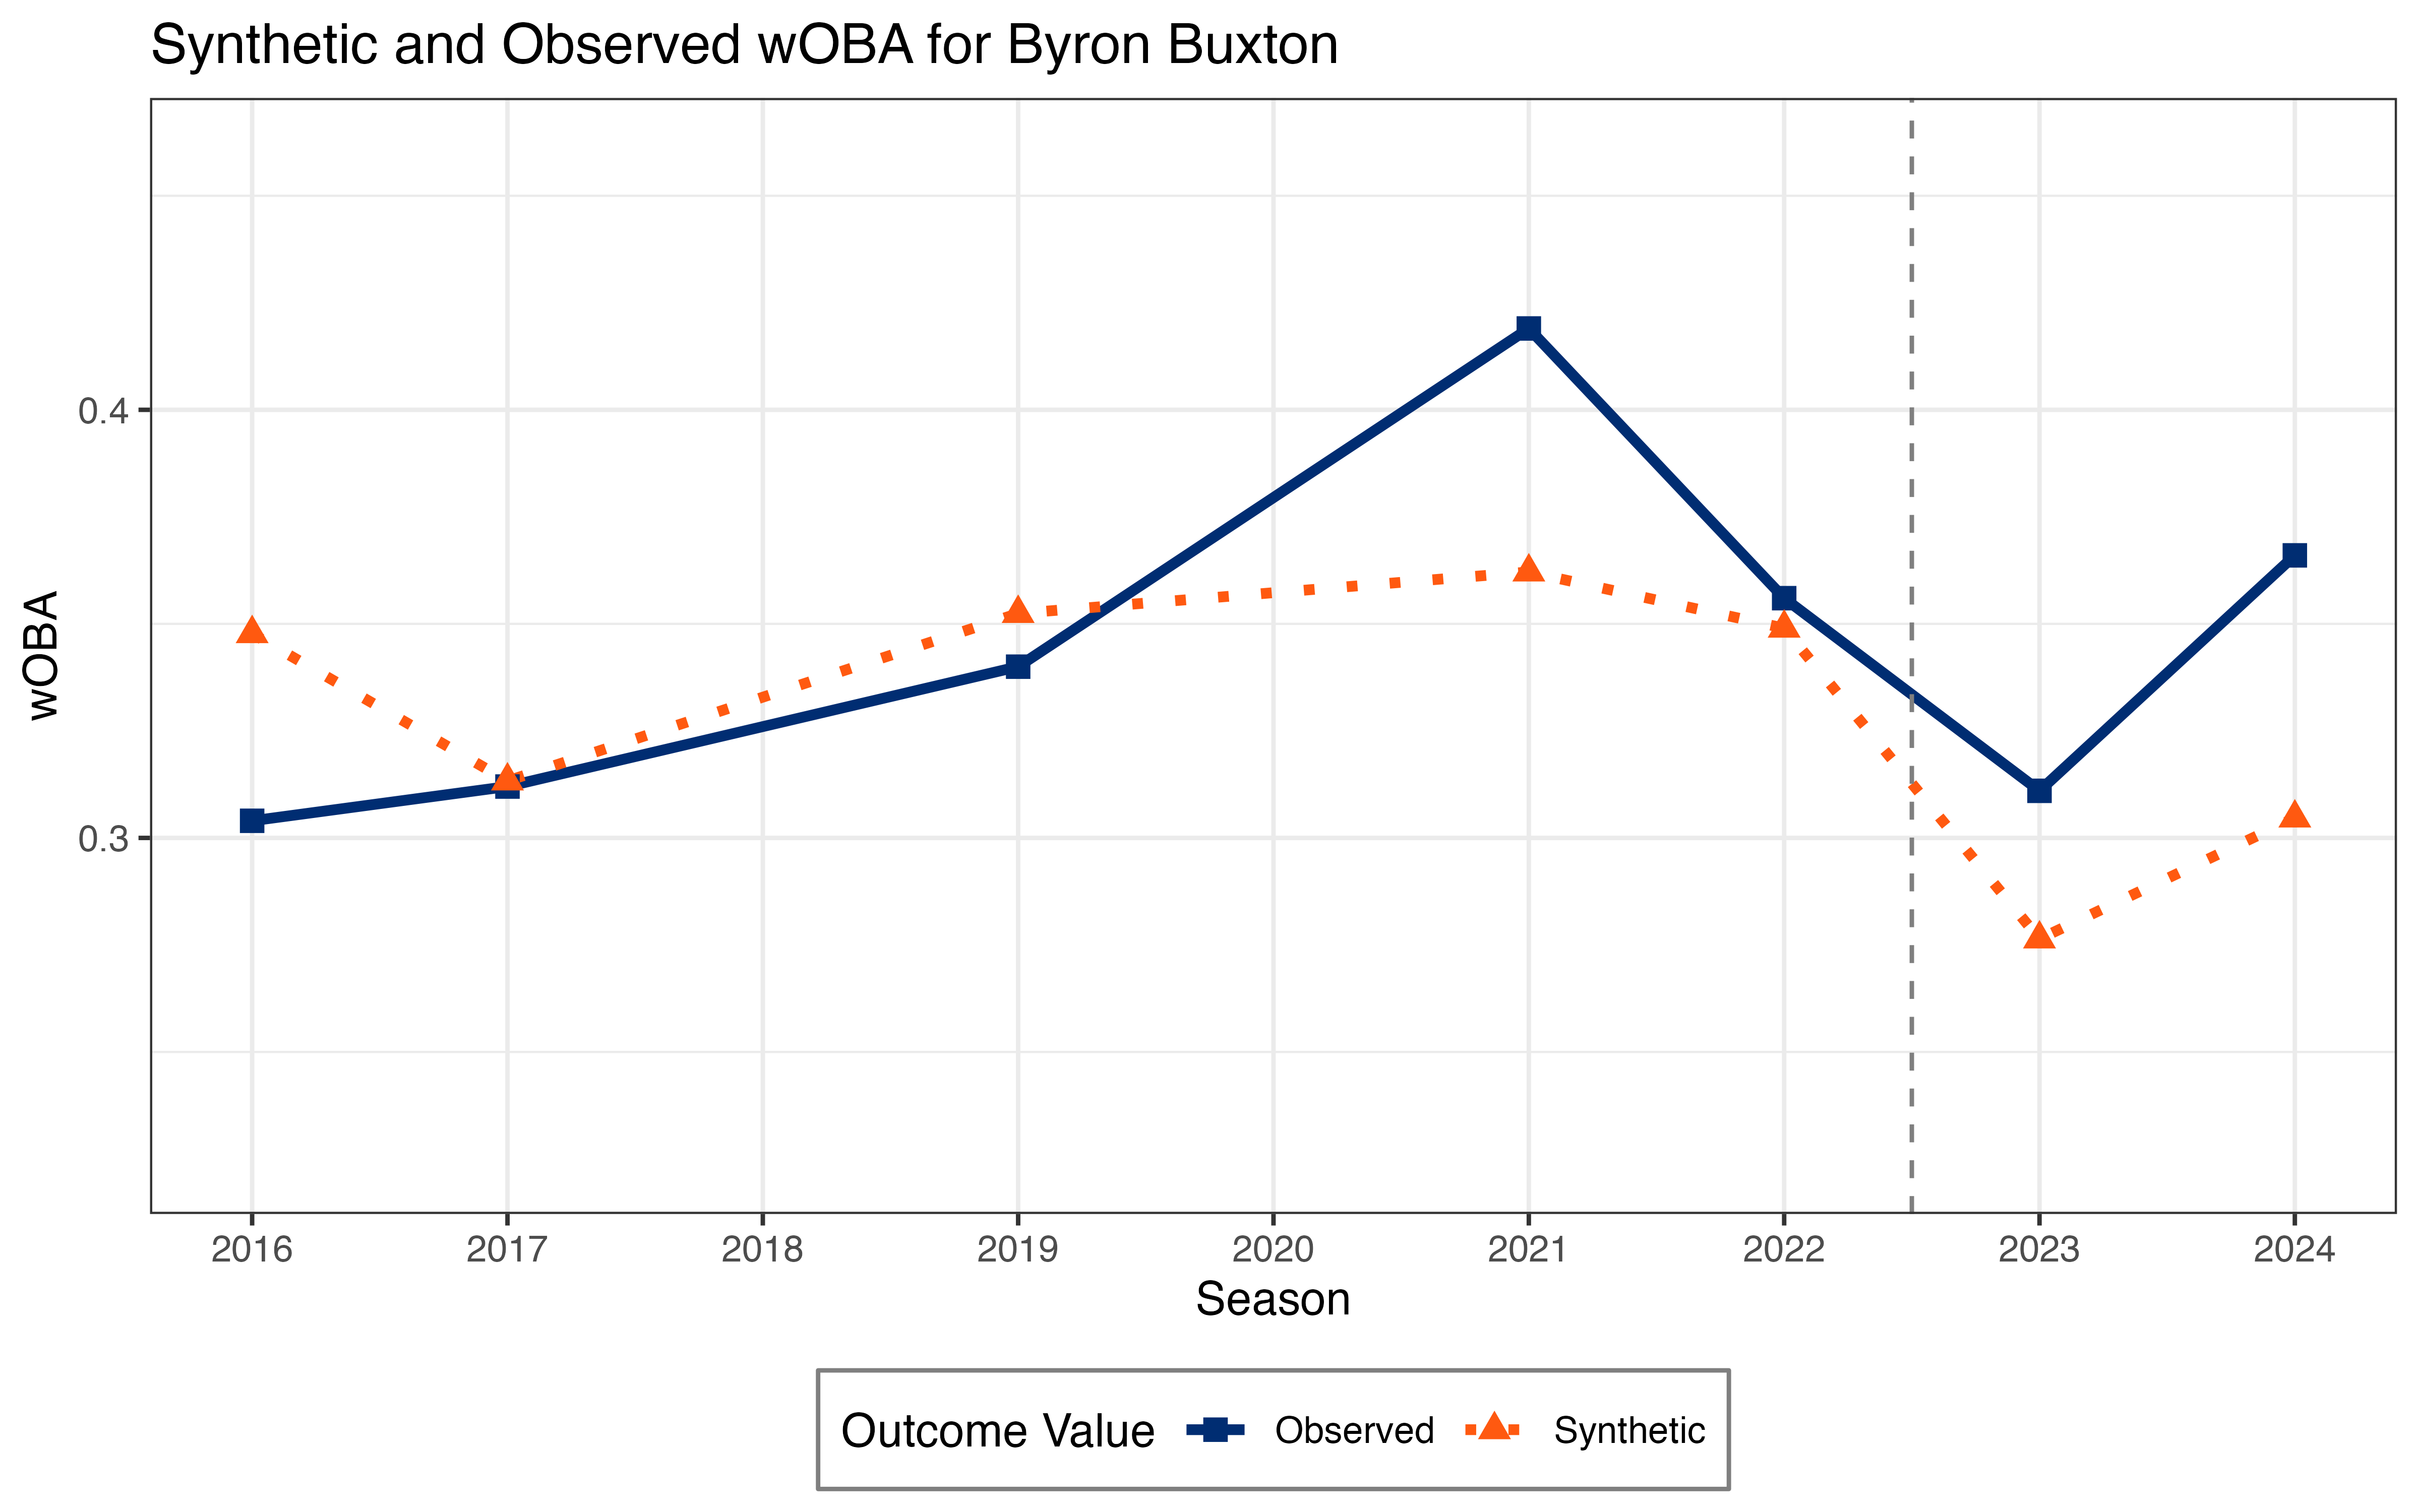 Synthetic and Observed wOBA for Byron Buxton
wOBA
0.4
0.3
2016 2017 2018 2019 2020 2021 2022 2023 2024
Season
Outcome Value Observed Synthetic